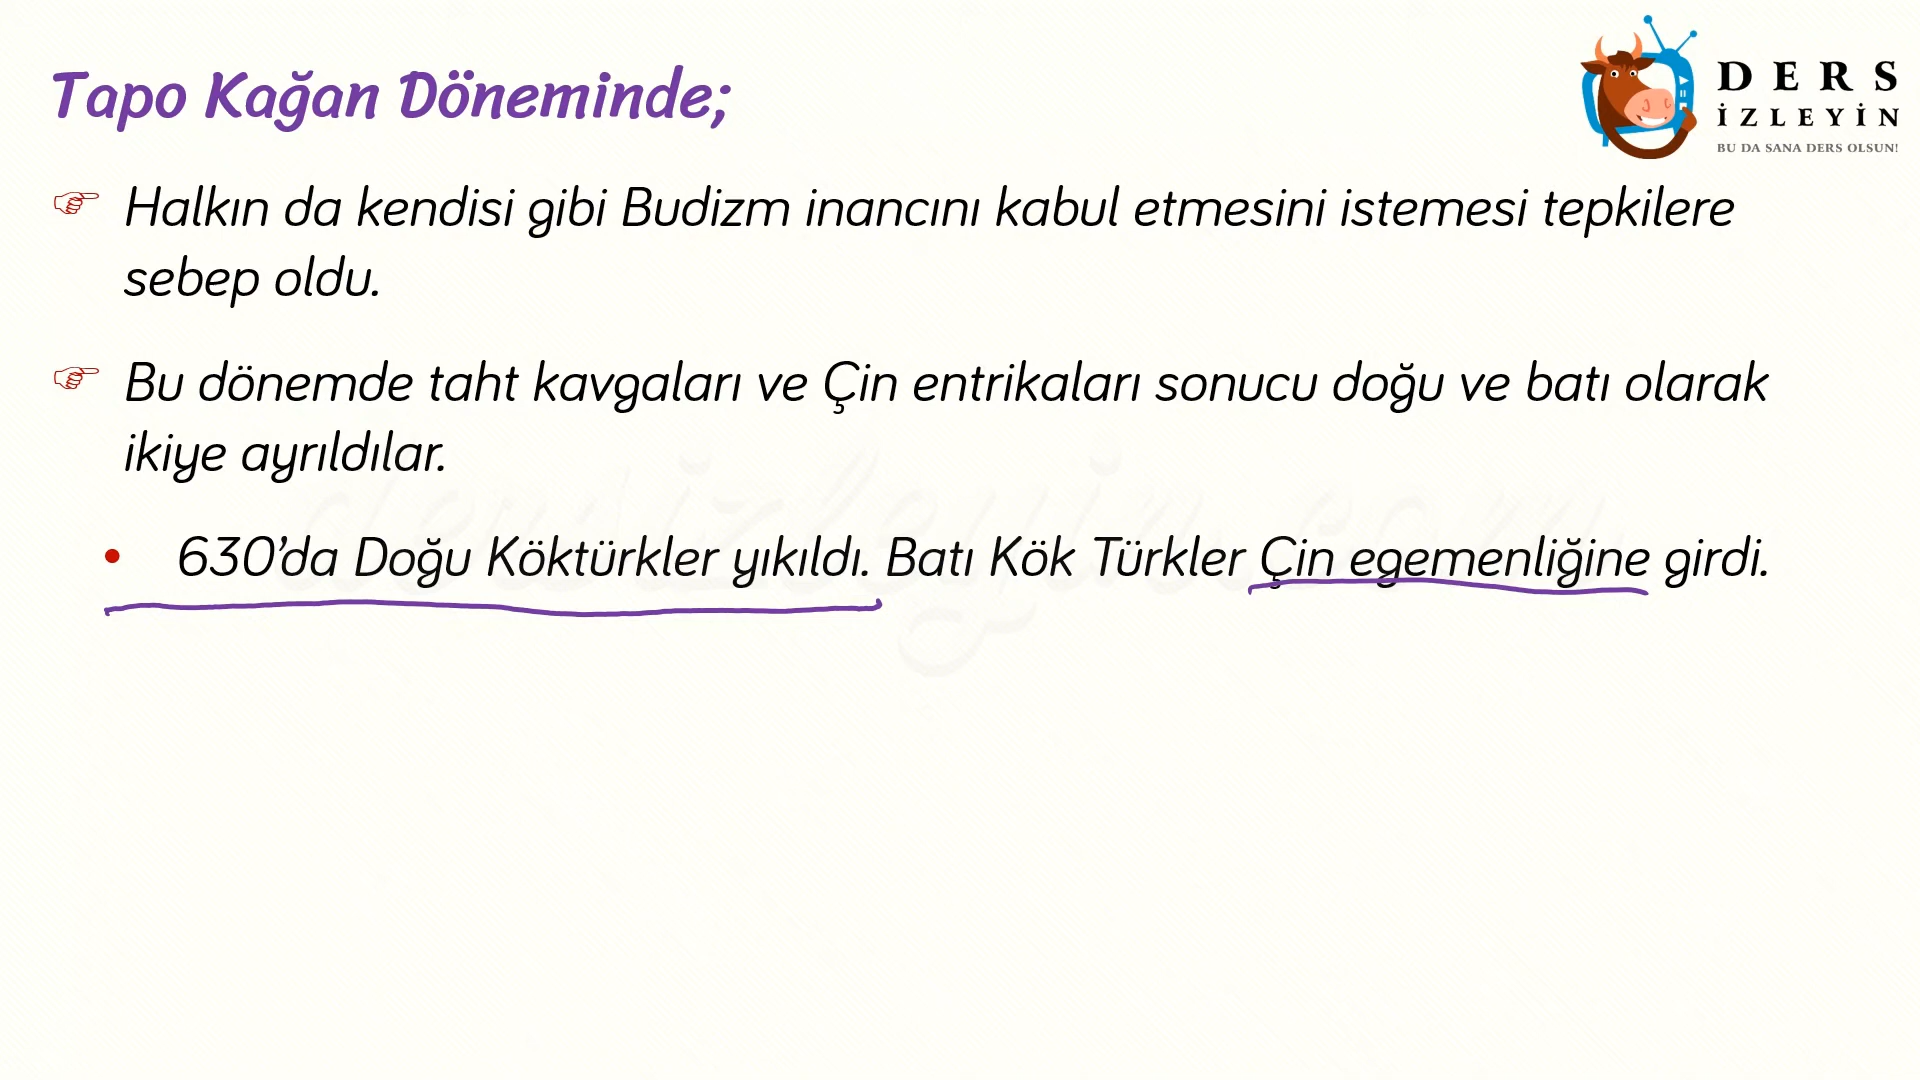 Tapo Kağan Döneminde;
DERS
İZLEYİN
BU DA SANA DERS OLSUN!
Halkın da kendisi gibi Budizm inancını kabul etmesini istemesi tepkilere
sebep oldu.
Bu dönemde taht kavgaları ve Çin entrikaları sonucu doğu ve batı olarak
ikiye ayrıldılar.
dersizleyin.com
• 630’da Doğu Köktürkler yıkıldı. Batı Kök Türkler Çin egemenliğine girdi.